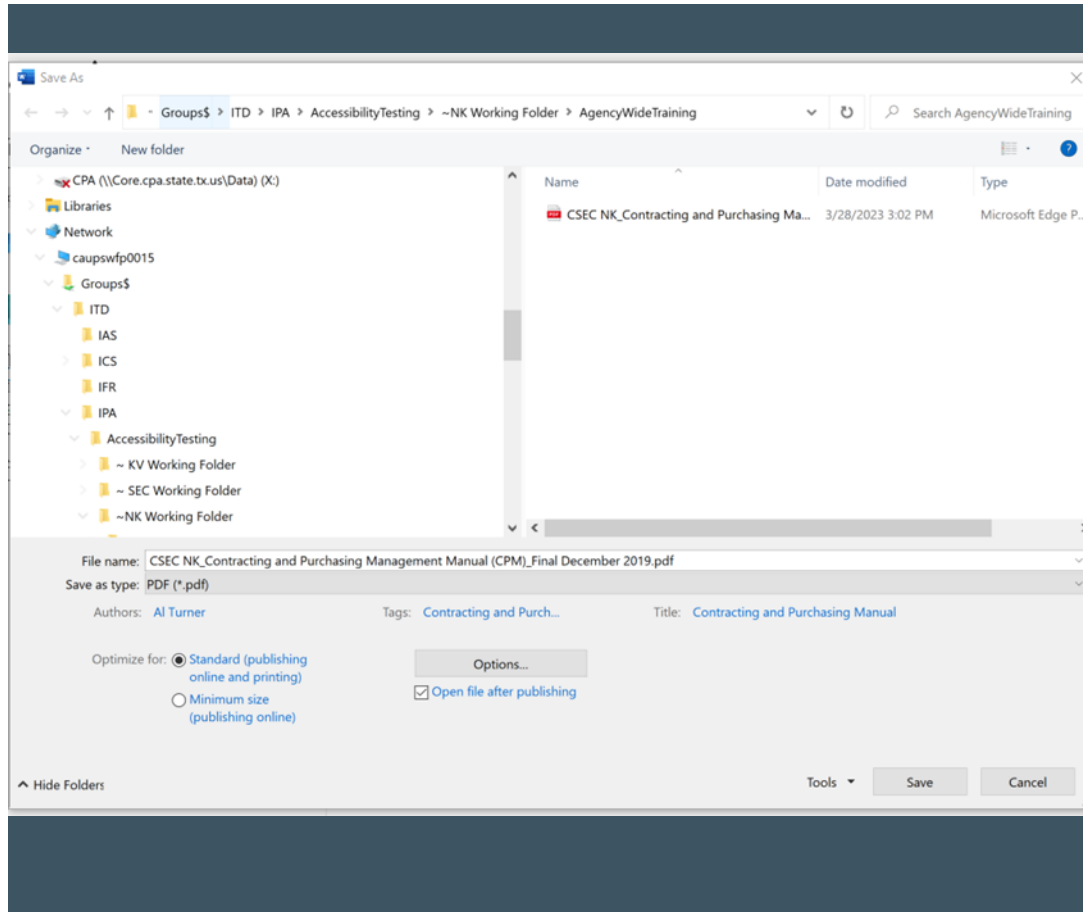 Save As
Groups$ > ITD > IPA > AccessibilityTesting > ~NK Working Folder > AgencyWideTraining
Search AgencyWideTraining
Organize New folder
CPA (\\Core.cpa.state.tx.us\Data) (X:)
Libraries
Network
caupswfp0015
Groups$
ITD
IAS
ICS
IFR
IPA
AccessibilityTesting
~ KV Working Folder
~ SEC Working Folder
~NK Working Folder
Name Date modified Type
CSEC NK_Contracting and Purchasing Ma... 3/28/2023 3:02 PM Microsoft Edge P...
File name: CSEC NK_Contracting and Purchasing Management Manual (CPM)_Final December 2019.pdf
Save as type: PDF (*.pdf)
Authors: Al Turner Tags: Contracting and Purch... Title: Contracting and Purchasing Manual
Optimize for: Standard (publishing
online and printing)
Minimum size
(publishing online)
Options...
Open file after publishing
Hide Folders
Tools Save Cancel